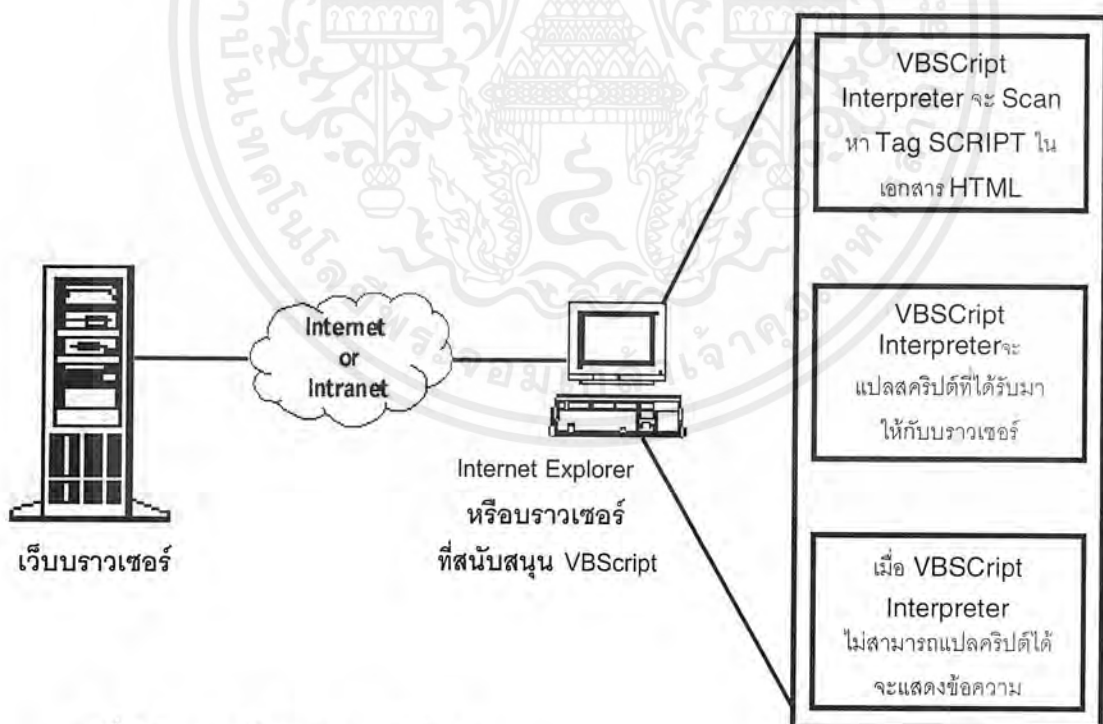 VBSCript
Interpreter จะ Scan
หา Tag SCRIPT ใน
เอกสาร HTML
Internet
or
Intranet
VBSCript
Interpreterจะ
แปลสคริปต์ที่ได้รับมา
ให้กับบราวเซอร์
Internet Explorer
หรือบราวเซอร์
ที่สนับสนุน VBScript
เว็บบราวเซอร์
เมื่อ VBSCript
Interpreter
ไม่สามารถแปลคริปต์ได้
จะแสดงข้อความ